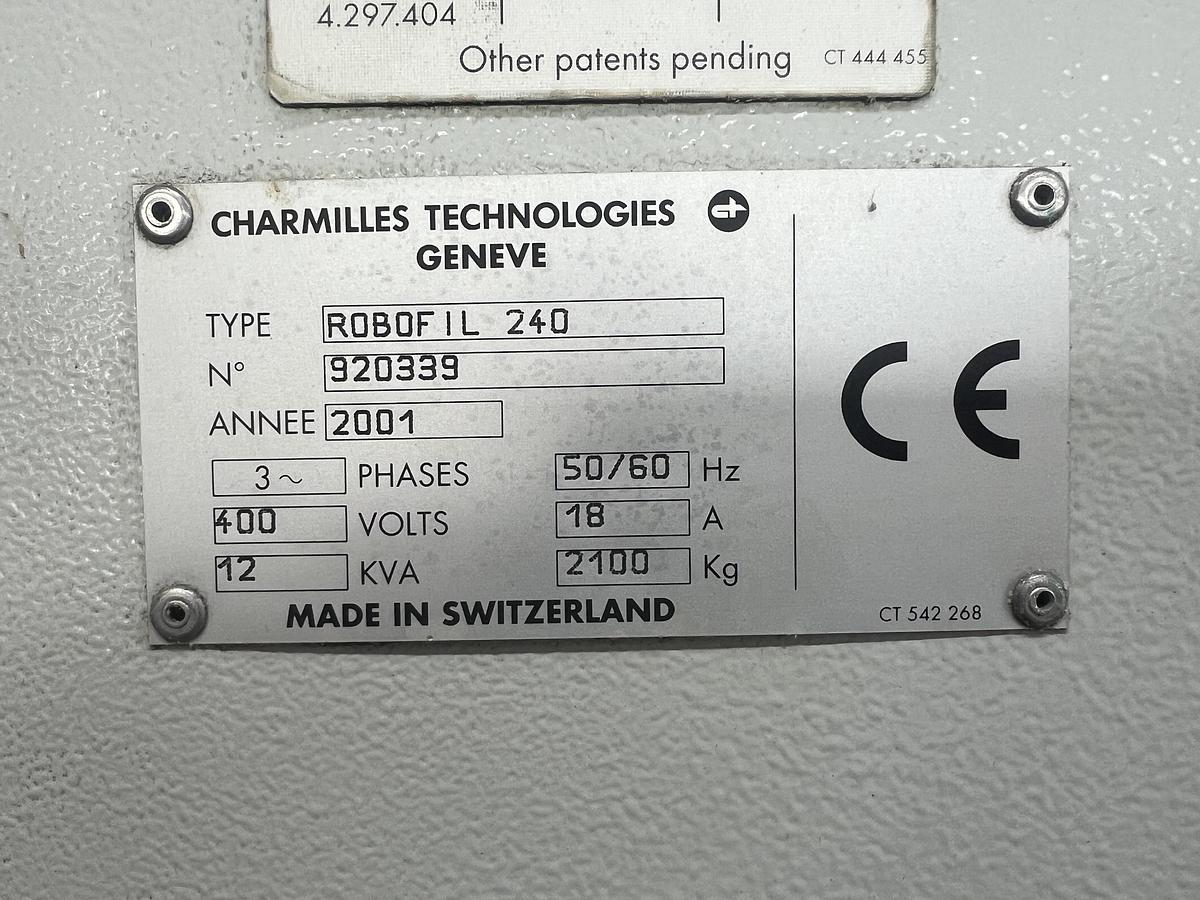 4.297.404
Other patents pending CT 444 455
CHARMILLES TECHNOLOGIES
GENEVE
TYPE ROBOFIL 240
N° 920339
ANNEE 2001
3~ PHASES 50/60 Hz
400 VOLTS 18 A
12 KVA 2100 Kg
MADE IN SWITZERLAND
CE
CT 542 268